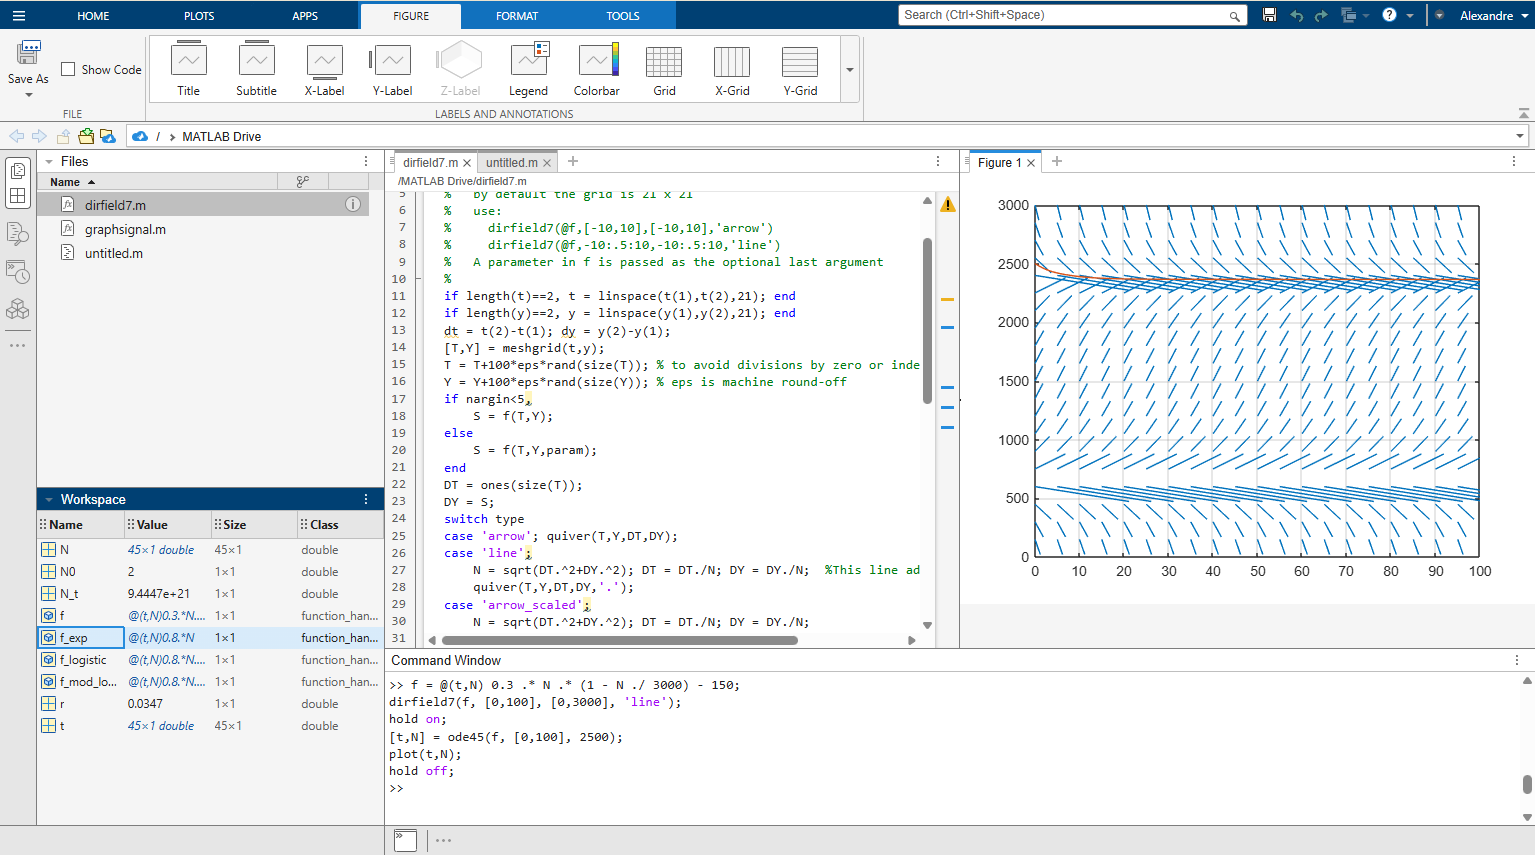 HOME PLOTS APPS FIGURE FORMAT TOOLS Search (Ctrl+Shift+Space) Alexandre
Save As
Show Code
Title Subtitle X-Label Y-Label Z-Label Legend Colorbar Grid X-Grid Y-Grid
FILE LABELS AND ANNOTATIONS
/ MATLAB Drive
Files
Name
dirfield7.m
graphsignal.m
untitled.m
Workspace
Name Value Size Class
N 45×1 double 45×1 double
N0 2 1×1 double
N_t 9.4447e+21 1×1 double
f @(t,N)0.3.*N.... 1×1 function_han...
f_exp @(t,N)0.8.*N 1×1 function_han...
f_logistic @(t,N)0.8.*N.... 1×1 function_han...
f_mod_lo... @(t,N)0.8.*N.... 1×1 function_han...
r 0.0347 1×1 double
t 45×1 double 45×1 double
dirfield7.m untitled.m
/MATLAB Drive/dirfield7.m
5 % by default the grid is 21 x 21
6 % use:
7 % dirfield7(@f,[-10,10],[-10,10],'arrow')
8 % dirfield7(@f,-10:.5:10,-10:.5:10,'line')
9 % A parameter in f is passed as the optional last argument
10 %
11 if length(t)==2, t = linspace(t(1),t(2),21); end
12 if length(y)==2, y = linspace(y(1),y(2),21); end
13 dt = t(2)-t(1); dy = y(2)-y(1);
14 [T,Y] = meshgrid(t,y);
15 T = T+100*eps*rand(size(T)); % to avoid divisions by zero or inde
16 Y = Y+100*eps*rand(size(Y)); % eps is machine round-off
17 if nargin<5,
18 S = f(T,Y);
19 else
20 S = f(T,Y,param);
21 end
22 DT = ones(size(T));
23 DY = S;
24 switch type
25 case 'arrow'; quiver(T,Y,DT,DY);
26 case 'line';
27 N = sqrt(DT.^2+DY.^2); DT = DT./N; DY = DY./N; %This line ad
28 quiver(T,Y,DT,DY,'.');
29 case 'arrow_scaled';
30 N = sqrt(DT.^2+DY.^2); DT = DT./N; DY = DY./N;
31
Command Window
>> f = @(t,N) 0.3 .* N .* (1 - N ./ 3000) - 150;
dirfield7(f, [0,100], [0,3000], 'line');
hold on;
[t,N] = ode45(f, [0,100], 2500);
plot(t,N);
hold off;
>>
Figure 1
3000
2500
2000
1500
1000
500
0
0 10 20 30 40 50 60 70 80 90 100